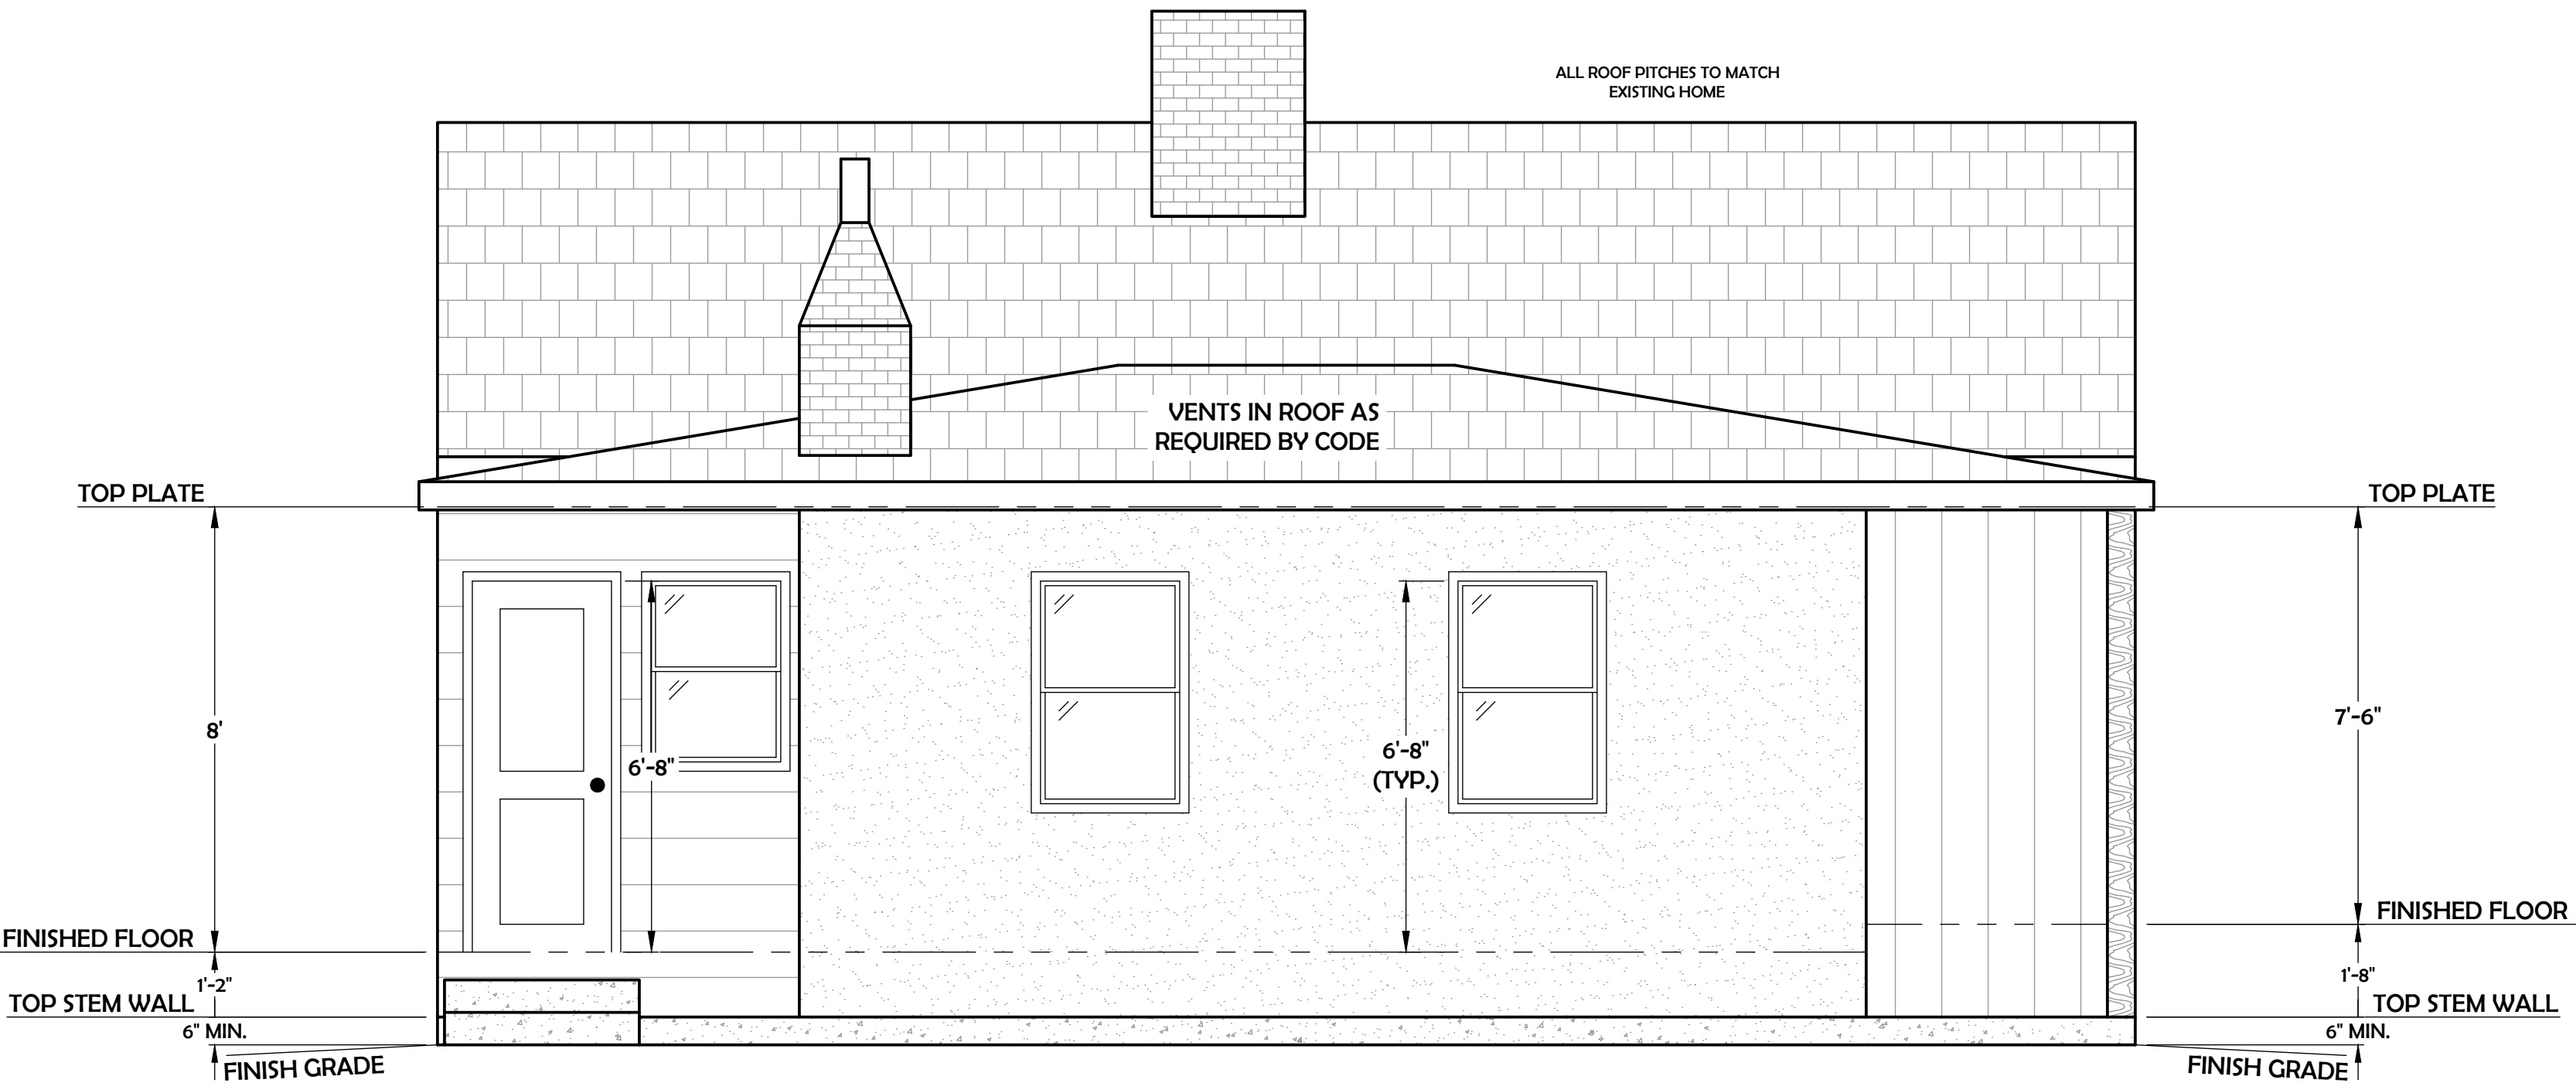 ALL ROOF PITCHES TO MATCH
EXISTING HOME
VENTS IN ROOF AS
REQUIRED BY CODE
TOP PLATE
TOP PLATE
8'
6'-8"
6'-8"
(TYP.)
7'-6"
FINISHED FLOOR
FINISHED FLOOR
1'-2"
1'-8"
TOP STEM WALL
TOP STEM WALL
6" MIN.
6" MIN.
FINISH GRADE
FINISH GRADE